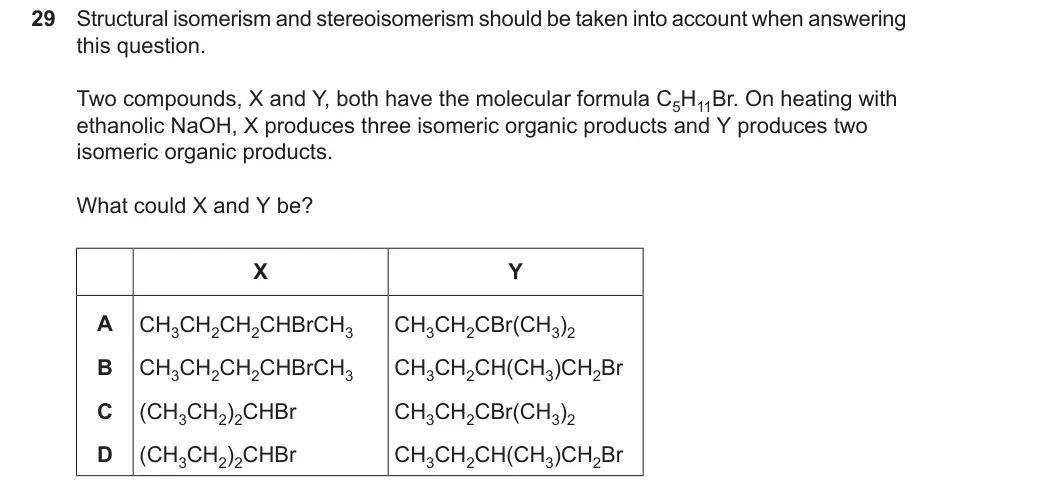 29 Structural isomerism and stereoisomerism should be taken into account when answering
this question.
Two compounds, X and Y, both have the molecular formula C₅H₁₁Br. On heating with
ethanolic NaOH, X produces three isomeric organic products and Y produces two
isomeric organic products.
What could X and Y be?
X Y
A CH₃CH₂CH₂CHBrCH₃ CH₃CH₂CBr(CH₃)₂
B CH₃CH₂CH₂CHBrCH₃ CH₃CH₂CH(CH₃)CH₂Br
C (CH₃CH₂)₂CHBr CH₃CH₂CBr(CH₃)₂
D (CH₃CH₂)₂CHBr CH₃CH₂CH(CH₃)CH₂Br